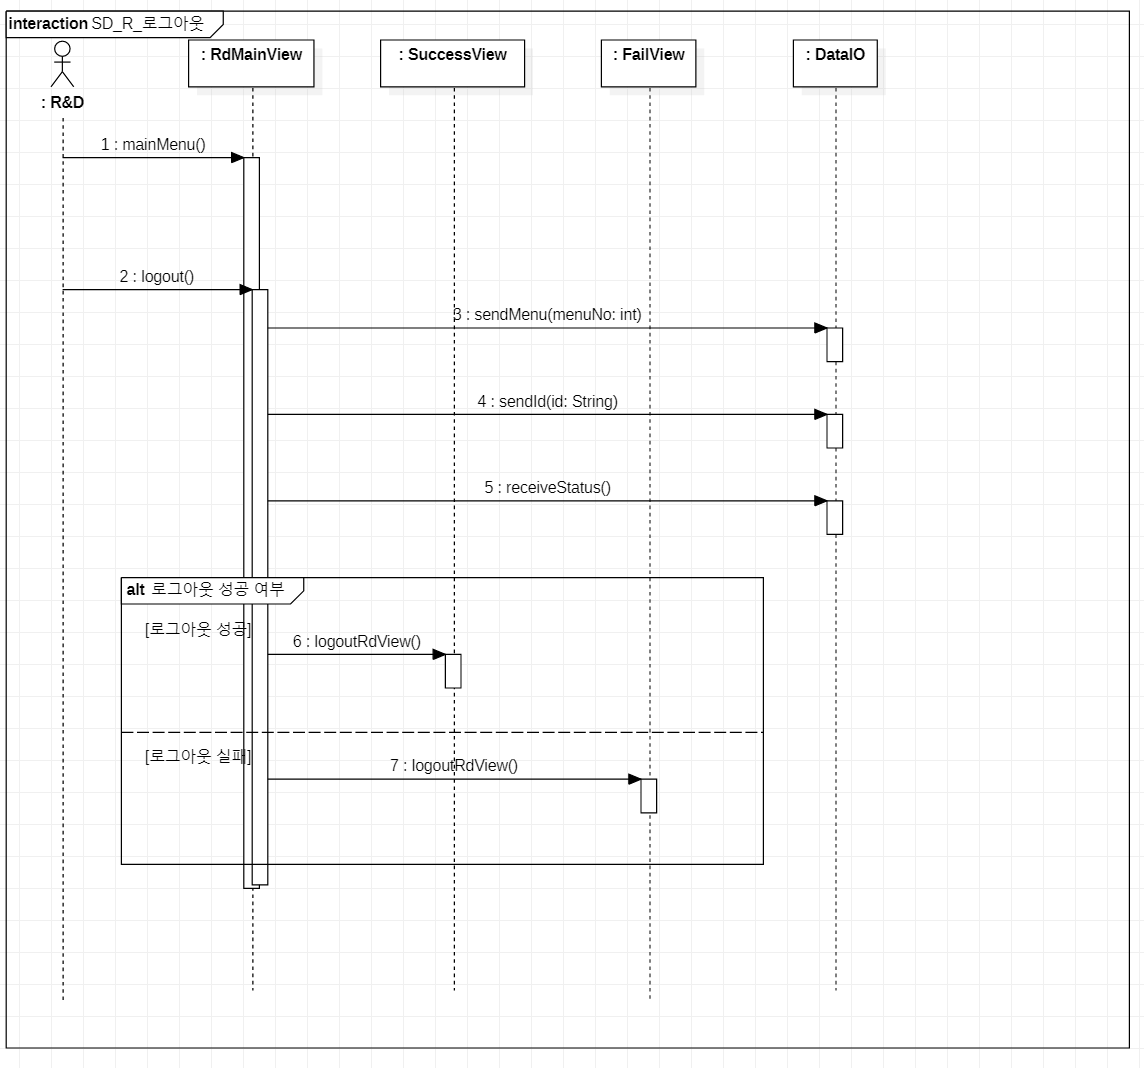 interaction SD_R_로그아웃
: R&D
: RdMainView
: SuccessView
: FailView
: DataIO
1 : mainMenu()
2 : logout()
3 : sendMenu(menuNo: int)
4 : sendId(id: String)
5 : receiveStatus()
alt 로그아웃 성공 여부
[로그아웃 성공]
6 : logoutRdView()
[로그아웃 실패]
7 : logoutRdView()